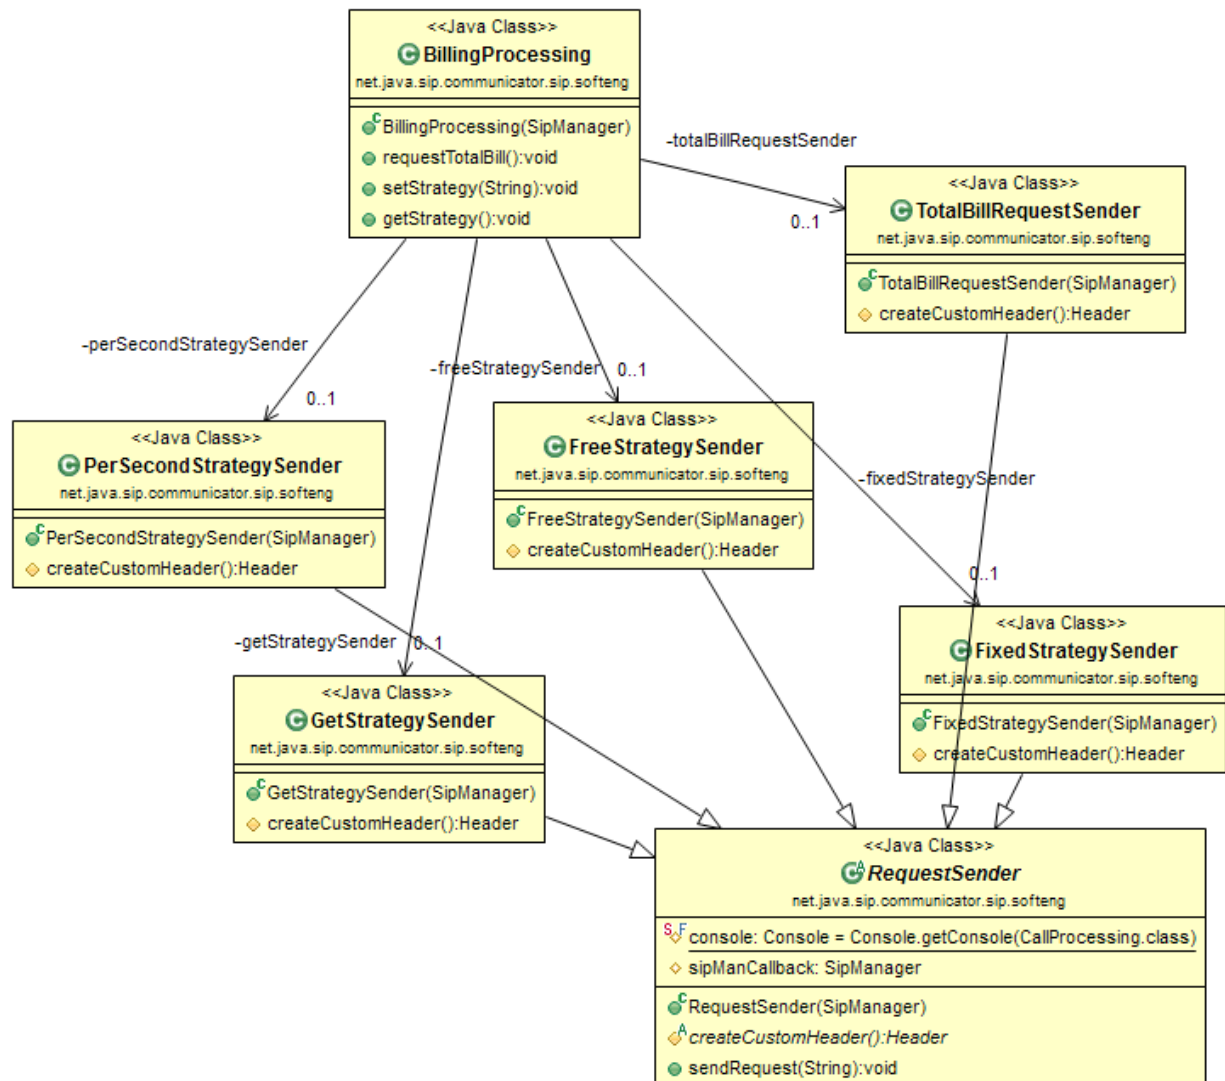 <<Java Class>>
BillingProcessing
net.java.sip.communicator.sip.softeng
BillingProcessing(SipManager)
requestTotalBill():void
setStrategy(String):void
getStrategy():void
-totalBillRequestSender
0..1
<<Java Class>>
TotalBillRequestSender
net.java.sip.communicator.sip.softeng
TotalBillRequestSender(SipManager)
createCustomHeader():Header
-perSecondStrategySender
0..1
-freeStrategySender
0..1
<<Java Class>>
PerSecondStrategySender
net.java.sip.communicator.sip.softeng
PerSecondStrategySender(SipManager)
createCustomHeader():Header
<<Java Class>>
FreeStrategySender
net.java.sip.communicator.sip.softeng
FreeStrategySender(SipManager)
createCustomHeader():Header
-fixedStrategySender
0..1
-getStrategySender
0..1
<<Java Class>>
GetStrategySender
net.java.sip.communicator.sip.softeng
GetStrategySender(SipManager)
createCustomHeader():Header
<<Java Class>>
FixedStrategySender
net.java.sip.communicator.sip.softeng
FixedStrategySender(SipManager)
createCustomHeader():Header
<<Java Class>>
RequestSender
net.java.sip.communicator.sip.softeng
console: Console = Console.getConsole(CallProcessing.class)
sipManCallback: SipManager
RequestSender(SipManager)
createCustomHeader():Header
sendRequest(String):void